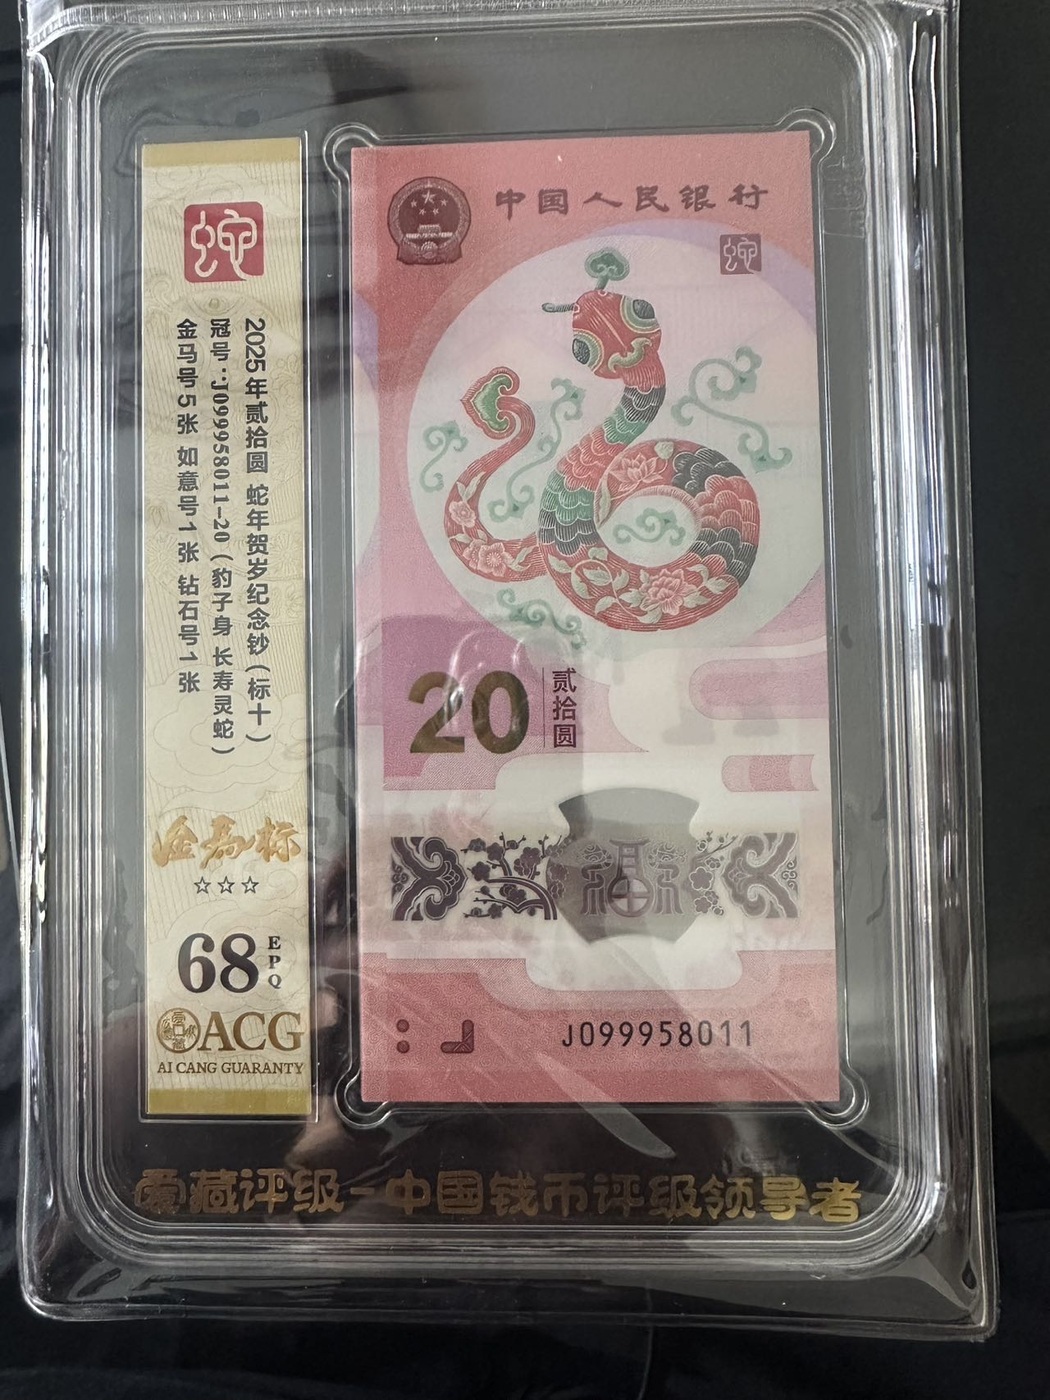 蛇
2025年贰拾圆 蛇年贺岁纪念钞(标十)
冠号:J099958011-20(豹子身 长寿灵蛇)
金马号5张 如意号1张 钻石号1张
金马标
☆☆☆
68 EPQ
ACG
AI CANG GUARANTY
中国人民银行
蛇
20 贰拾圆
福
J099958011
爱藏评级-中国钱币评级领导者